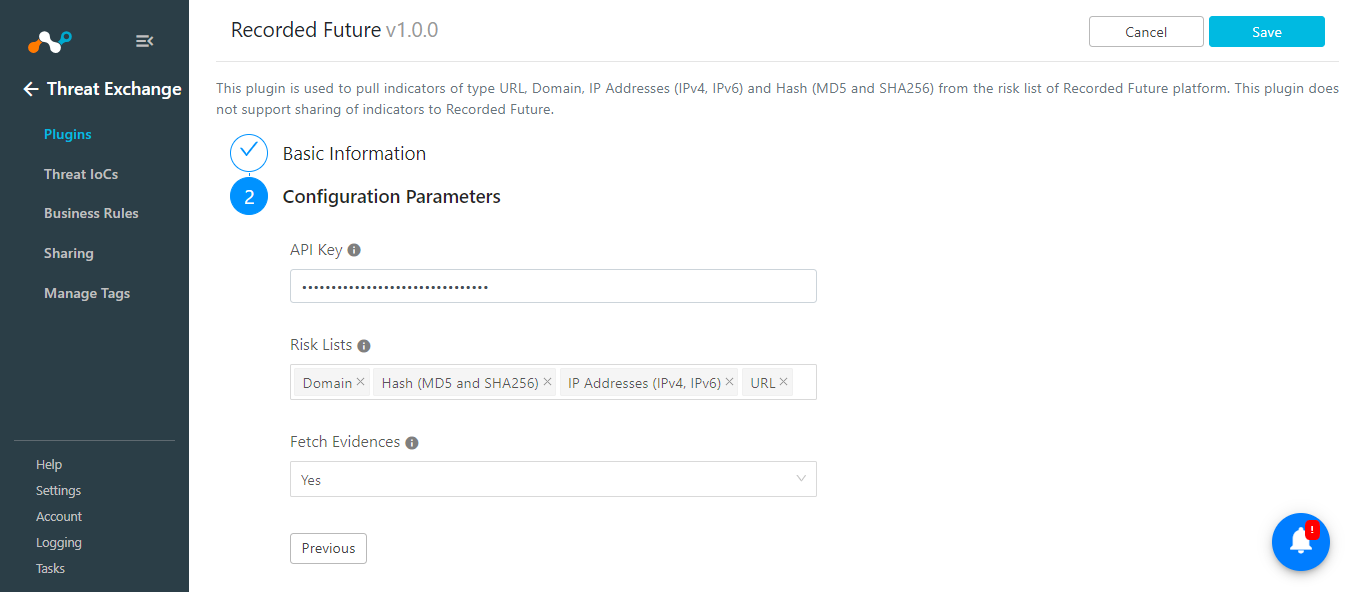 Threat Exchange
Plugins
Threat IoCs
Business Rules
Sharing
Manage Tags
Help
Settings
Account
Logging
Tasks
Recorded Future v1.0.0
Cancel
Save
This plugin is used to pull indicators of type URL, Domain, IP Addresses (IPv4, IPv6) and Hash (MD5 and SHA256) from the risk list of Recorded Future platform. This plugin does
not support sharing of indicators to Recorded Future.
Basic Information
2 Configuration Parameters
API Key
••••••••••••••••••••••••••••••••
Risk Lists
Domain × Hash (MD5 and SHA256) × IP Addresses (IPv4, IPv6) × URL ×
Fetch Evidences
Yes
Previous
!